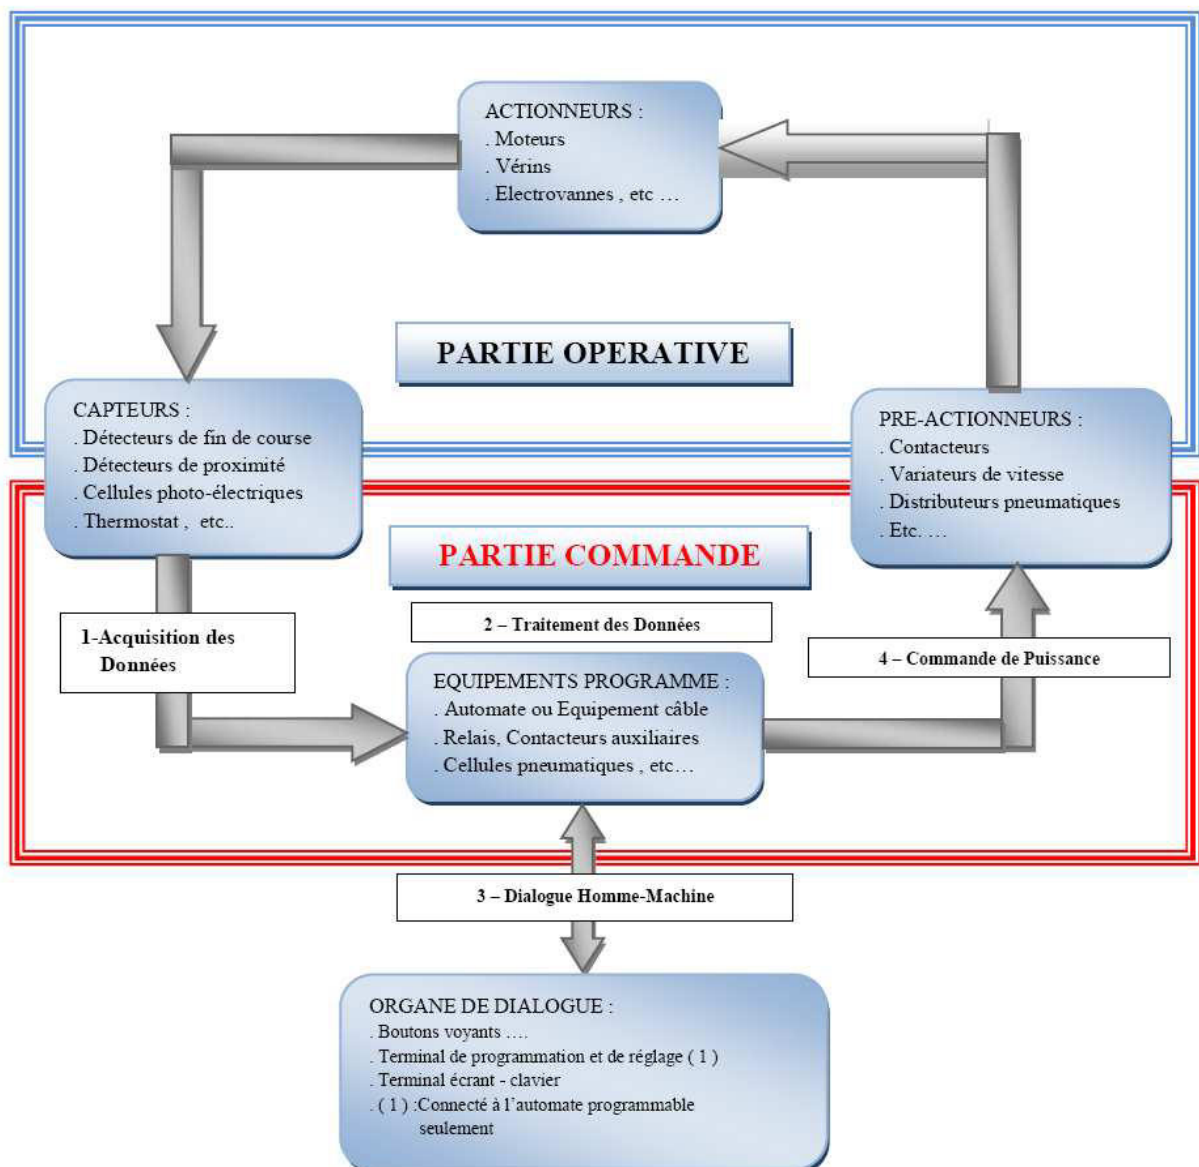 ACTIONNEURS :
. Moteurs
. Vérins
. Electrovannes , etc …
PARTIE OPERATIVE
CAPTEURS :
. Détecteurs de fin de course
. Détecteurs de proximité
. Cellules photo-électriques
. Thermostat , etc..
PRE-ACTIONNEURS :
. Contacteurs
. Variateurs de vitesse
. Distributeurs pneumatiques
. Etc. …
PARTIE COMMANDE
1-Acquisition des
Données
2 – Traitement des Données
4 – Commande de Puissance
EQUIPEMENTS PROGRAMME :
. Automate ou Equipement câble
. Relais, Contacteurs auxiliaires
. Cellules pneumatiques , etc…
3 – Dialogue Homme-Machine
ORGANE DE DIALOGUE :
. Boutons voyants ….
. Terminal de programmation et de réglage ( 1 )
. Terminal écrant - clavier
. ( 1 ) :Connecté à l’automate programmable
seulement